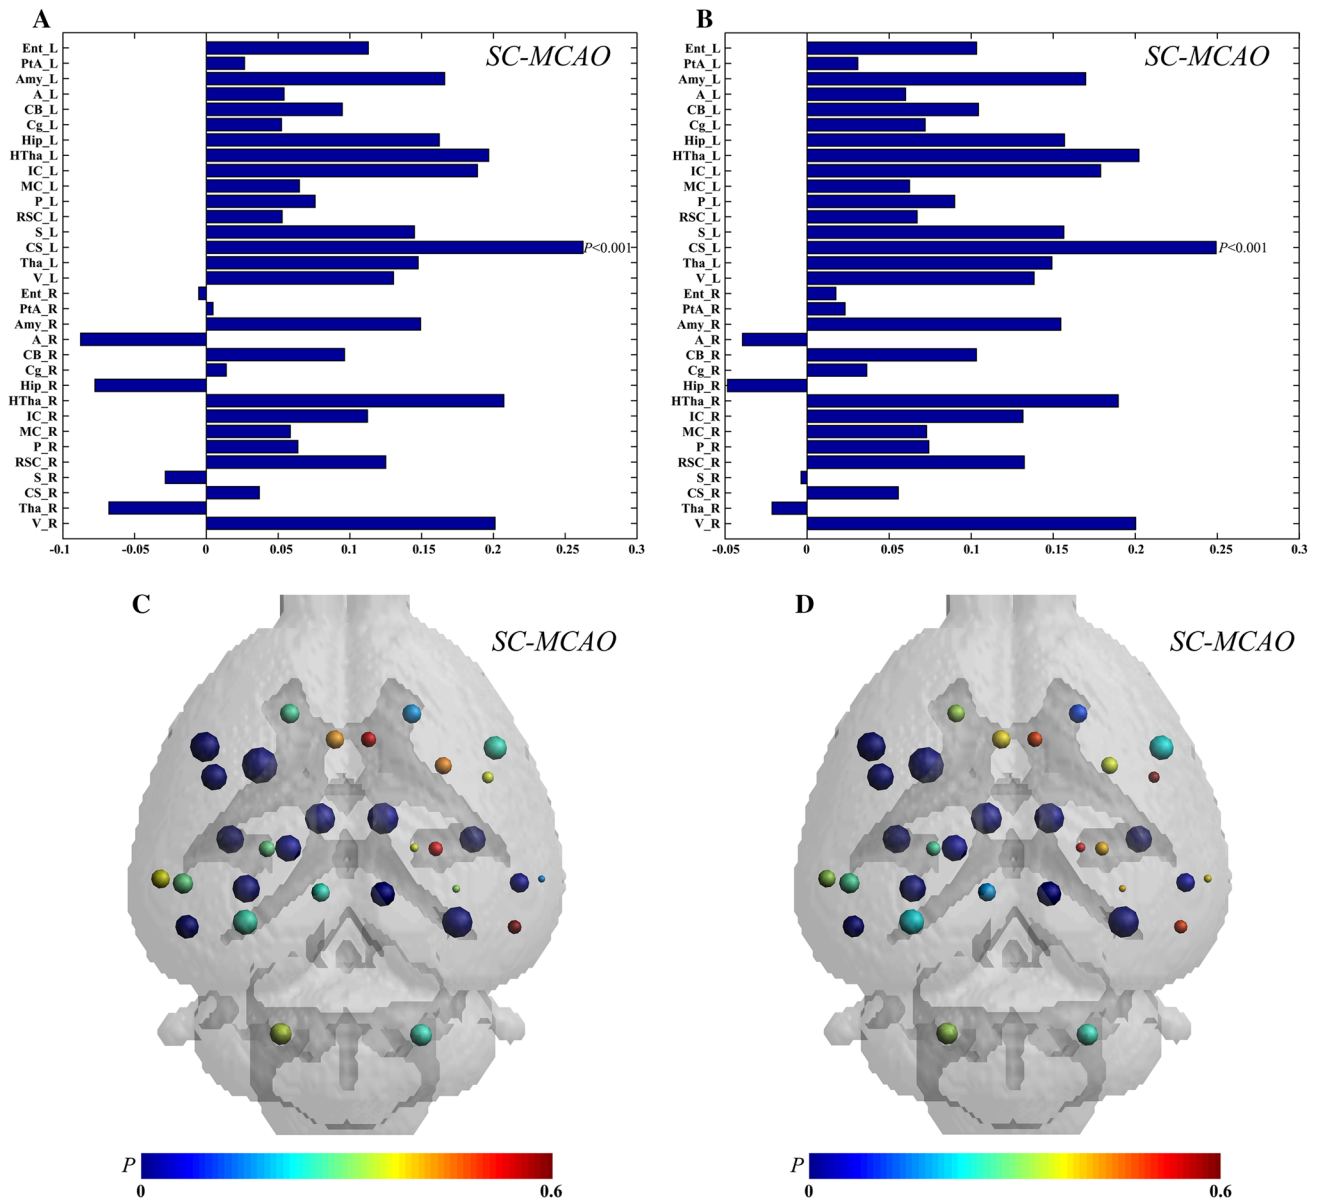 A
SC-MCAO
Ent_L
PtA_L
Amy_L
A_L
CB_L
Cg_L
Hip_L
HTha_L
IC_L
MC_L
P_L
RSC_L
S_L
CS_L P<0.001
Tha_L
V_L
Ent_R
PtA_R
Amy_R
A_R
CB_R
Cg_R
Hip_R
HTha_R
IC_R
MC_R
P_R
RSC_R
S_R
CS_R
Tha_R
V_R
-0.1 -0.05 0 0.05 0.1 0.15 0.2 0.25 0.3
B
SC-MCAO
Ent_L
PtA_L
Amy_L
A_L
CB_L
Cg_L
Hip_L
HTha_L
IC_L
MC_L
P_L
RSC_L
S_L
CS_L P<0.001
Tha_L
V_L
Ent_R
PtA_R
Amy_R
A_R
CB_R
Cg_R
Hip_R
HTha_R
IC_R
MC_R
P_R
RSC_R
S_R
CS_R
Tha_R
V_R
-0.05 0 0.05 0.1 0.15 0.2 0.25 0.3
C
SC-MCAO
P
0 0.6
D
SC-MCAO
P
0 0.6